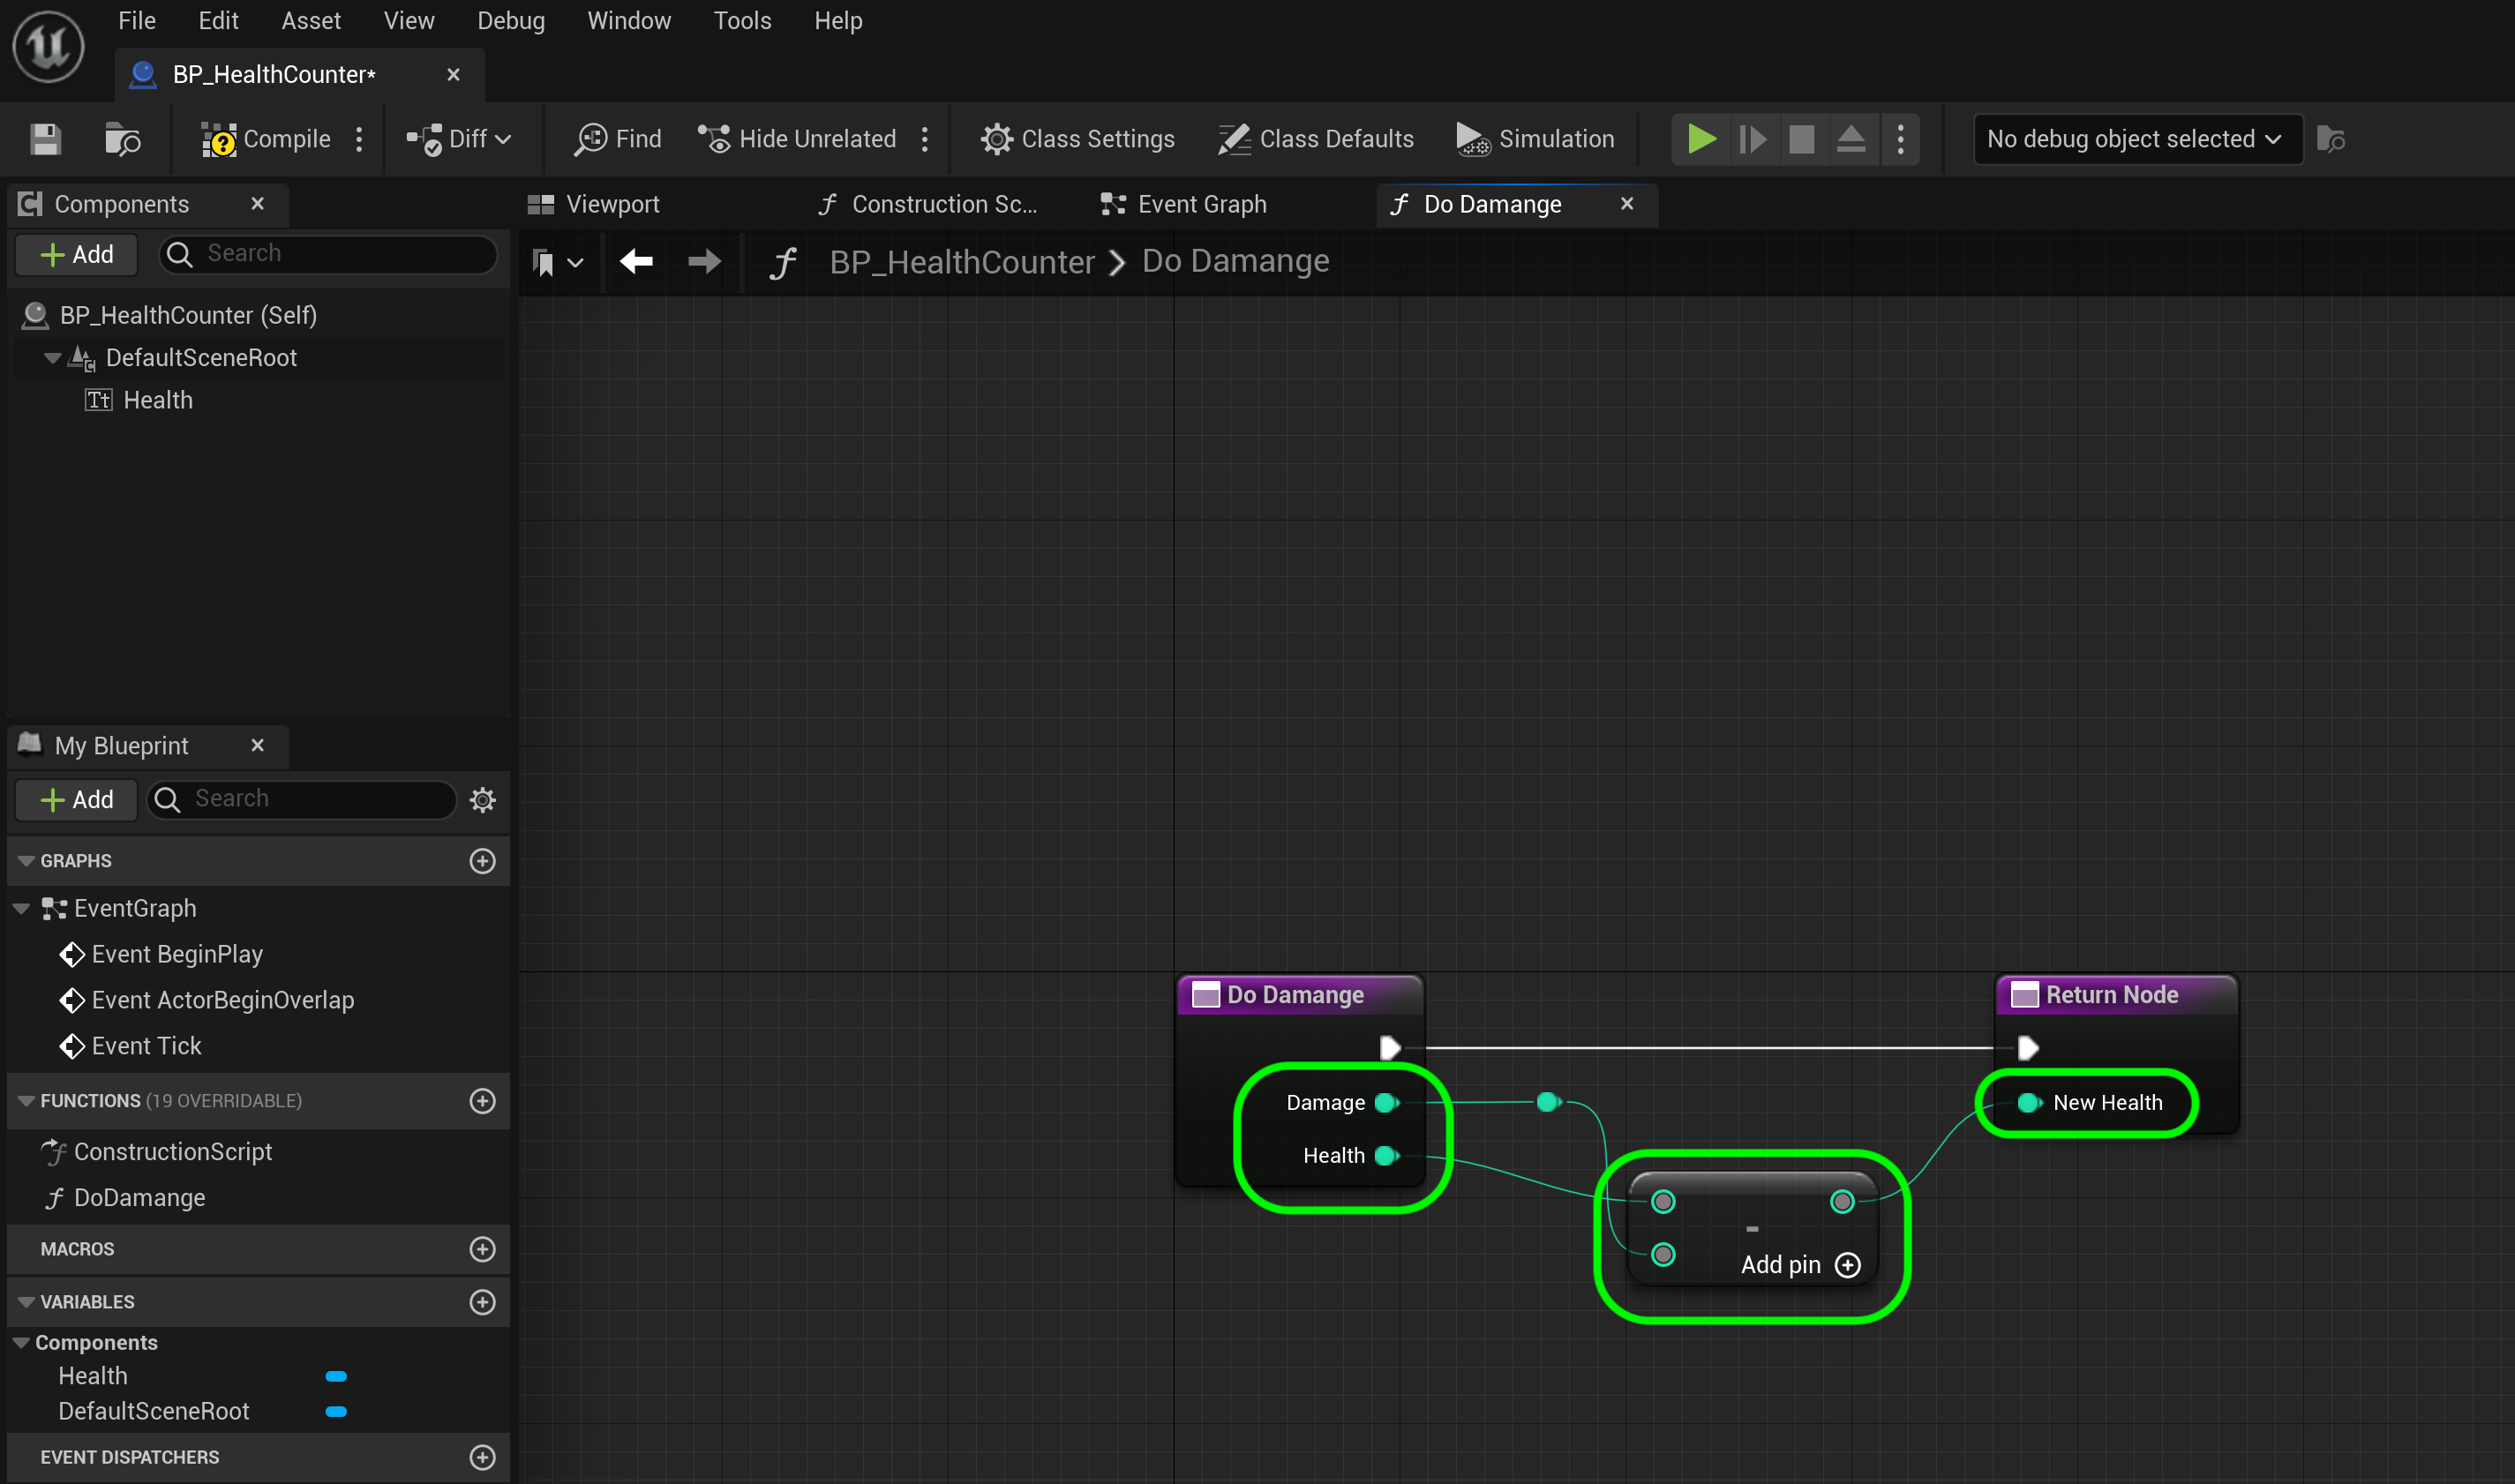 File Edit Asset View Debug Window Tools Help
BP_HealthCounter*
Compile Diff Find Hide Unrelated Class Settings Class Defaults Simulation No debug object selected
Components
Viewport Construction Sc... Event Graph Do Damange
Add Search
BP_HealthCounter Do Damange
BP_HealthCounter (Self)
DefaultSceneRoot
Tt Health
My Blueprint
Add Search
GRAPHS
EventGraph
Event BeginPlay
Event ActorBeginOverlap
Event Tick
FUNCTIONS (19 OVERRIDABLE)
ConstructionScript
DoDamange
MACROS
VARIABLES
Components
Health
DefaultSceneRoot
EVENT DISPATCHERS
Do Damange
Damage
Health
-
Add pin
Return Node
New Health